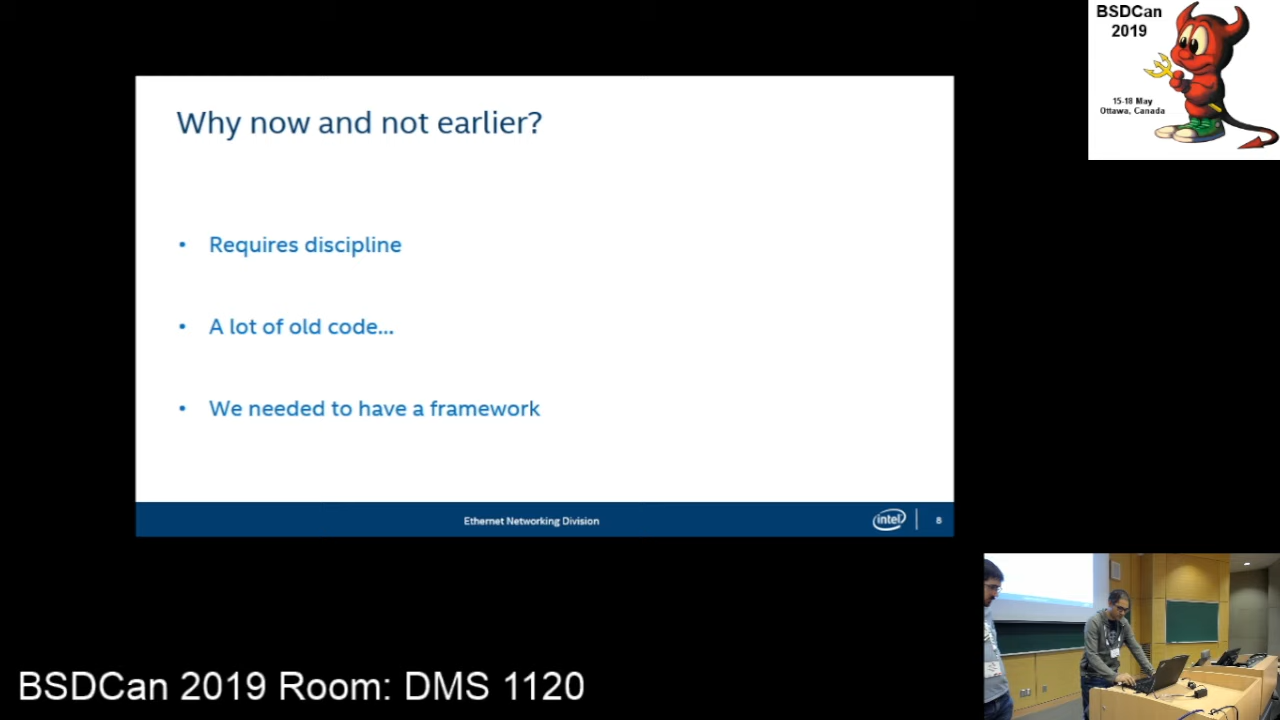 BSDCan
2019
15-18 May
Ottawa, Canada
Why now and not earlier?
• Requires discipline
• A lot of old code...
• We needed to have a framework
Ethernet Networking Division
intel
8
BSDCan 2019 Room: DMS 1120